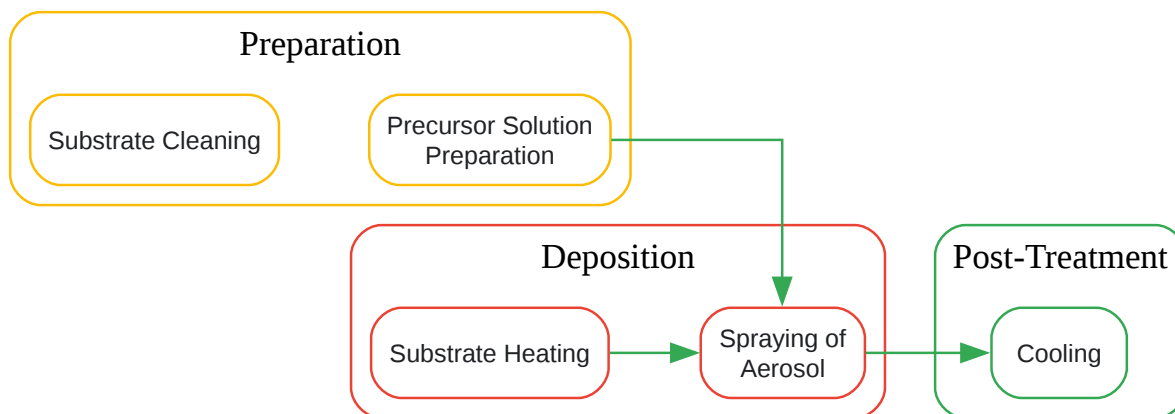 Preparation
Substrate Cleaning
Precursor Solution
Preparation
Deposition
Substrate Heating
Spraying of
Aerosol
Post-Treatment
Cooling